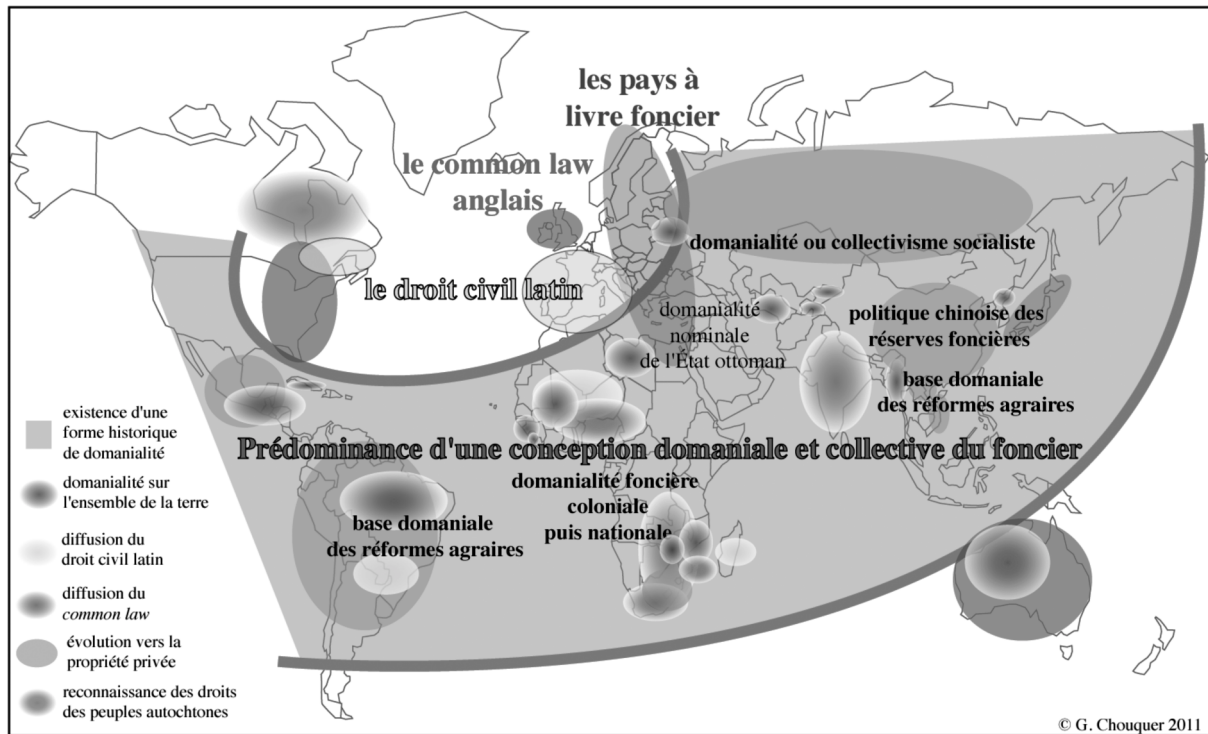 les pays à
livre foncier
le common law
anglais
domanialité ou collectivisme socialiste
le droit civil latin
domanialité
nominale
de l'État ottoman
politique chinoise des
réserves foncières
base domaniale
des réformes agraires
Prédominance d'une conception domaniale et collective du foncier
domanialité foncière
coloniale
puis nationale
base domaniale
des réformes agraires
existence d'une
forme historique
de domanialité
domanialité sur
l'ensemble de la terre
diffusion du
droit civil latin
diffusion du
common law
évolution vers la
propriété privée
reconnaissance des droits
des peuples autochtones
© G. Chouquer 2011